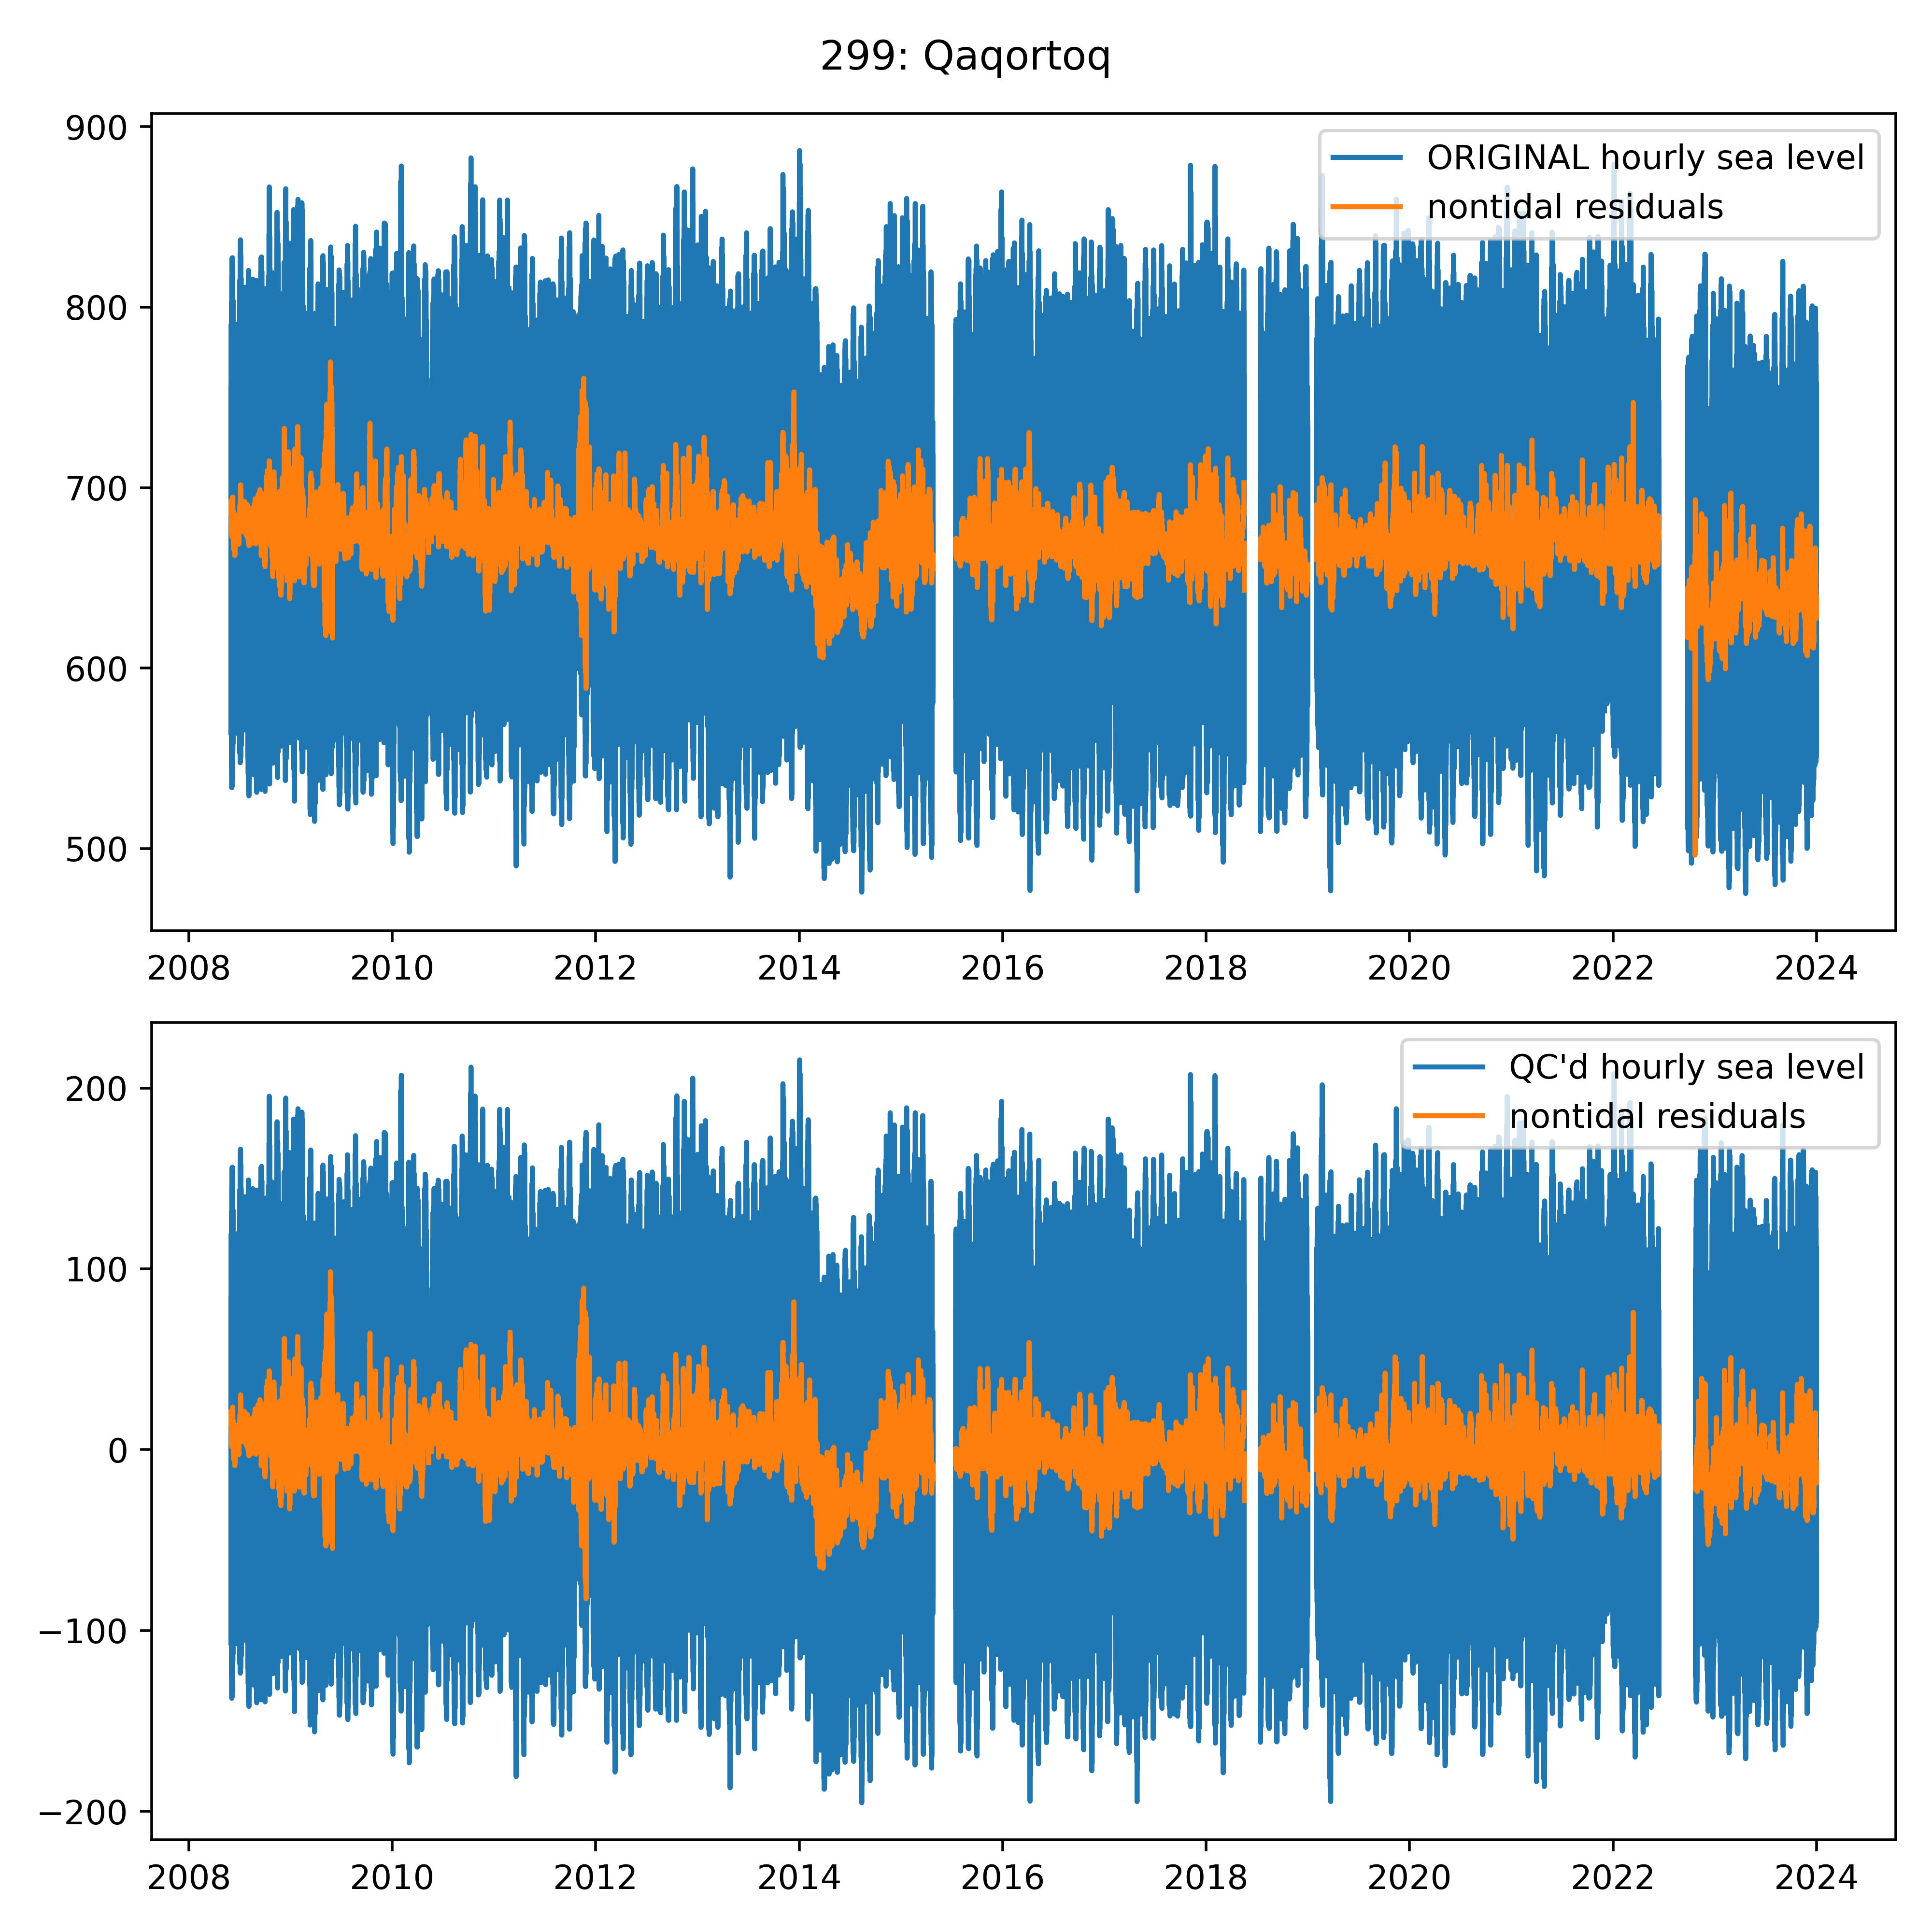 299: Qaqortoq
900
800
700
600
500
ORIGINAL hourly sea level
nontidal residuals
2008 2010 2012 2014 2016 2018 2020 2022 2024
200
100
0
−100
−200
QC'd hourly sea level
nontidal residuals
2008 2010 2012 2014 2016 2018 2020 2022 2024